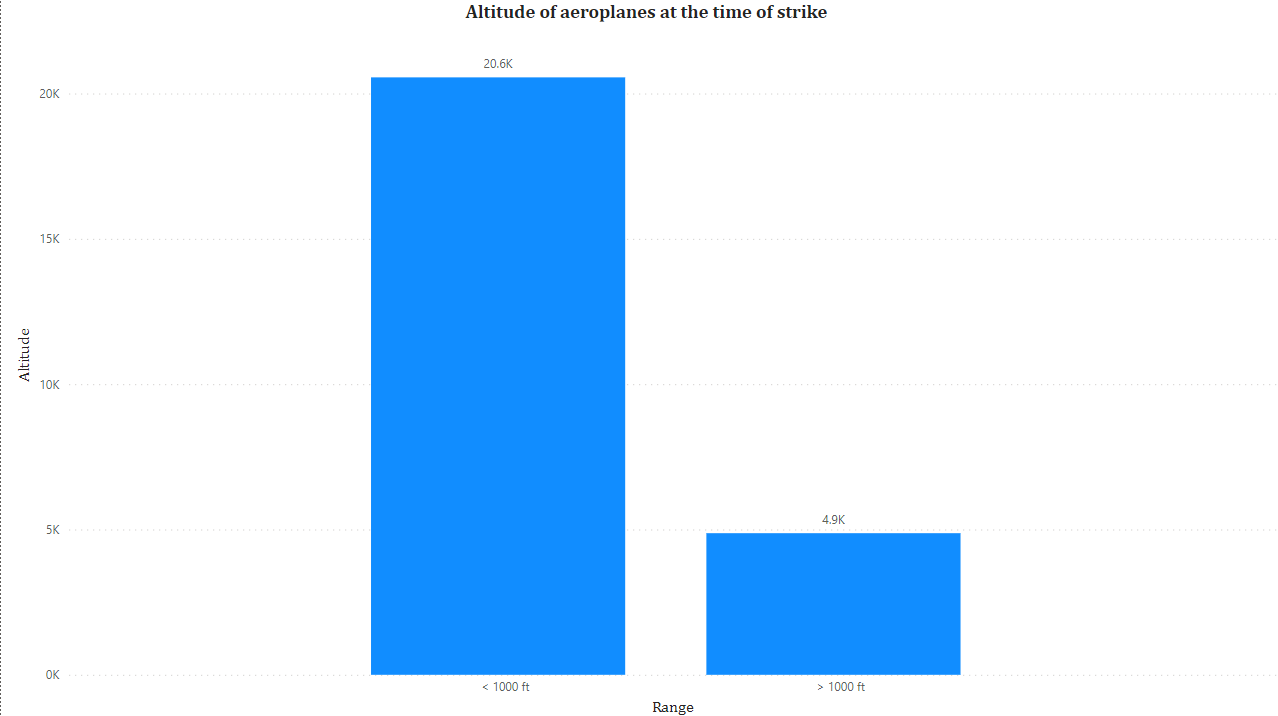 Altitude of aeroplanes at the time of strike
20.6K
20K
15K
Altitude
10K
4.9K
5K
0K
< 1000 ft
> 1000 ft
Range